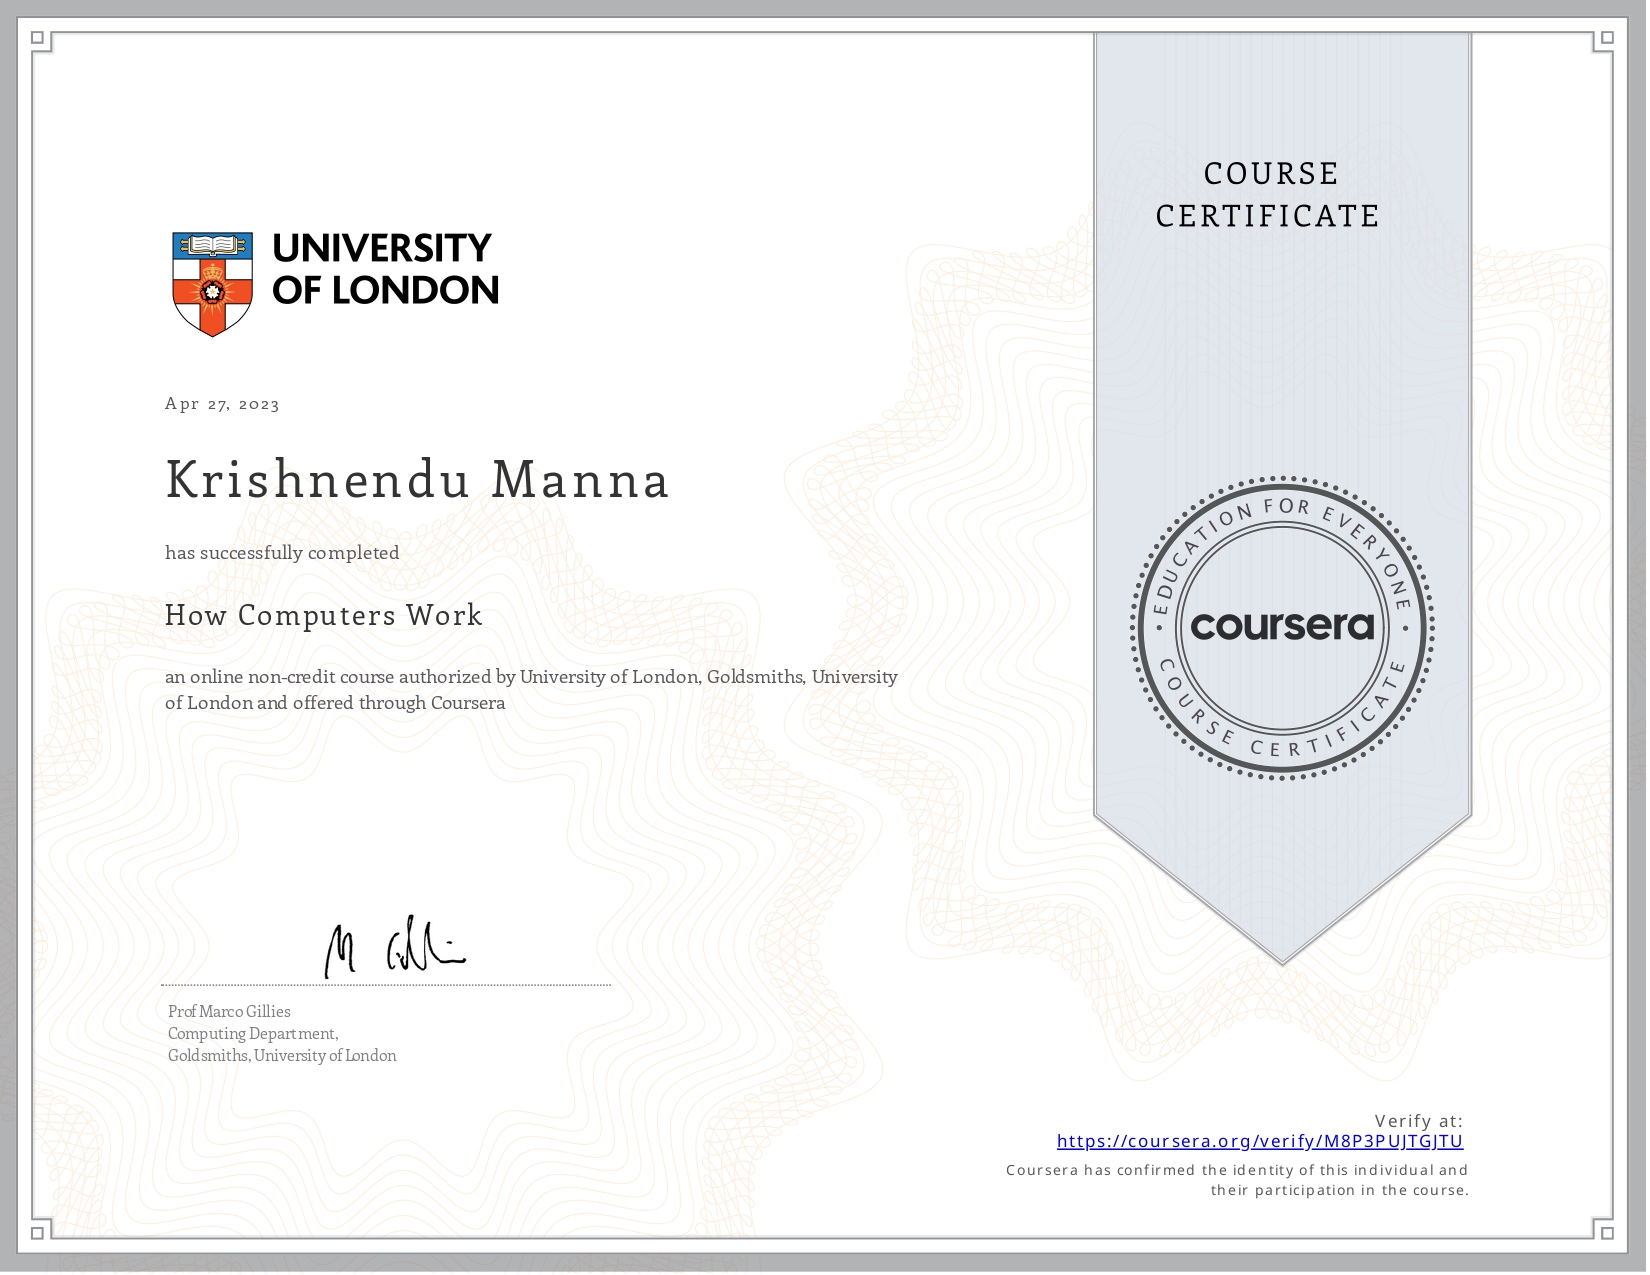 COURSE
CERTIFICATE
UNIVERSITY
OF LONDON
Apr 27, 2023
Krishnendu Manna
has successfully completed
How Computers Work
an online non-credit course authorized by University of London, Goldsmiths, University
of London and offered through Coursera
EDUCATION FOR EVERYONE
coursera
COURSE CERTIFICATE
M Gilli
Prof Marco Gillies
Computing Department,
Goldsmiths, University of London
Verify at:
https://coursera.org/verify/M8P3PUJTGJTU
Coursera has confirmed the identity of this individual and
their participation in the course.